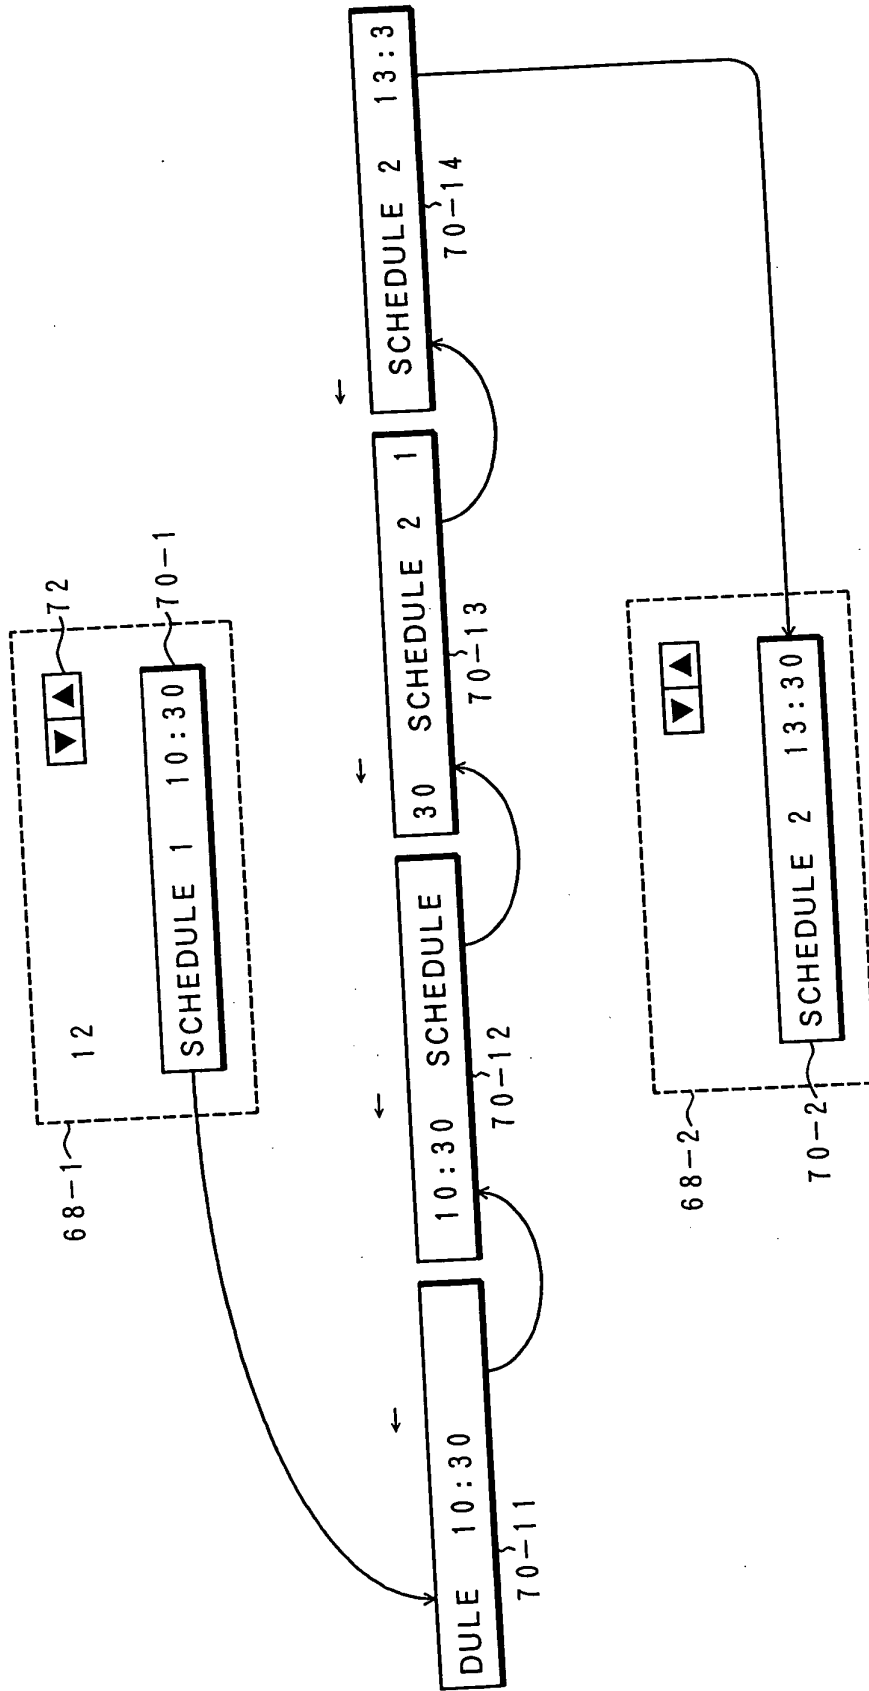 68-1
12
72
▼▲
SCHEDULE 1 10:30
70-1
DULE 10:30
70-11
10:30 SCHEDULE
70-12
30 SCHEDULE 2 1
70-13
SCHEDULE 2 13:3
70-14
68-2
▼▲
SCHEDULE 2 13:30
70-2